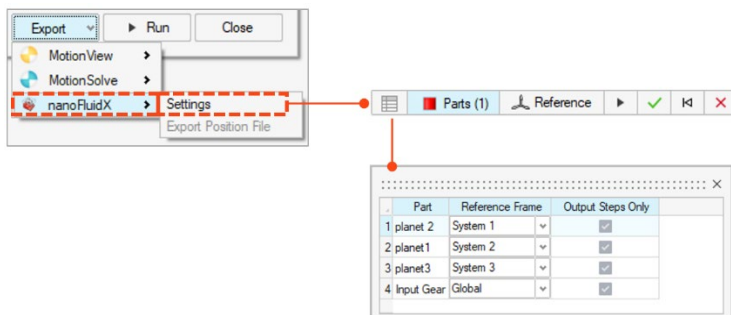 Export Run Close
MotionView
MotionSolve
nanoFluidX Settings
Export Position File
Parts (1) Reference
Part Reference Frame Output Steps Only
1 planet 2 System 1
2 planet1 System 2
3 planet3 System 3
4 Input Gear Global